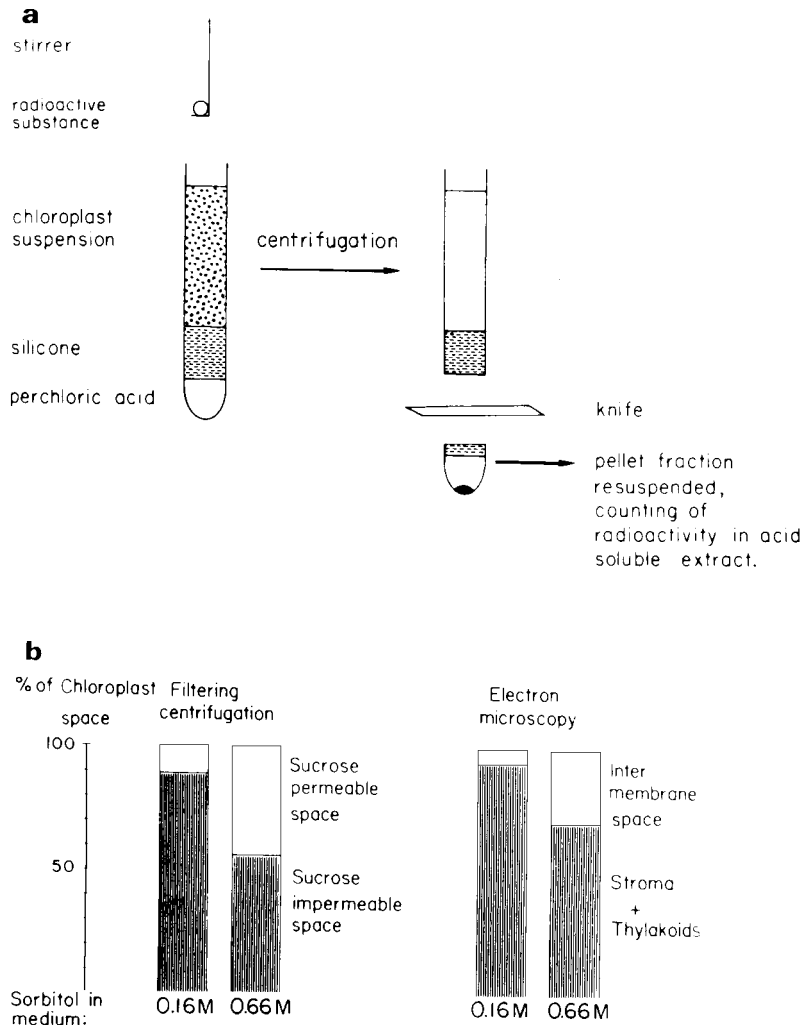 a
stirrer
radioactive
substance
chloroplast
suspension
centrifugation
silicone
perchloric acid
knife
pellet fraction
resuspended,
counting of
radioactivity in acid
soluble extract.
b
% of Chloroplast
space
Filtering
centrifugation
Electron
microscopy
100
50
Sucrose
permeable
space
Sucrose
impermeable
space
Inter
membrane
space
Stroma
+
Thylakoids
Sorbitol in
medium:
0.16M
0.66M
0.16M
0.66M